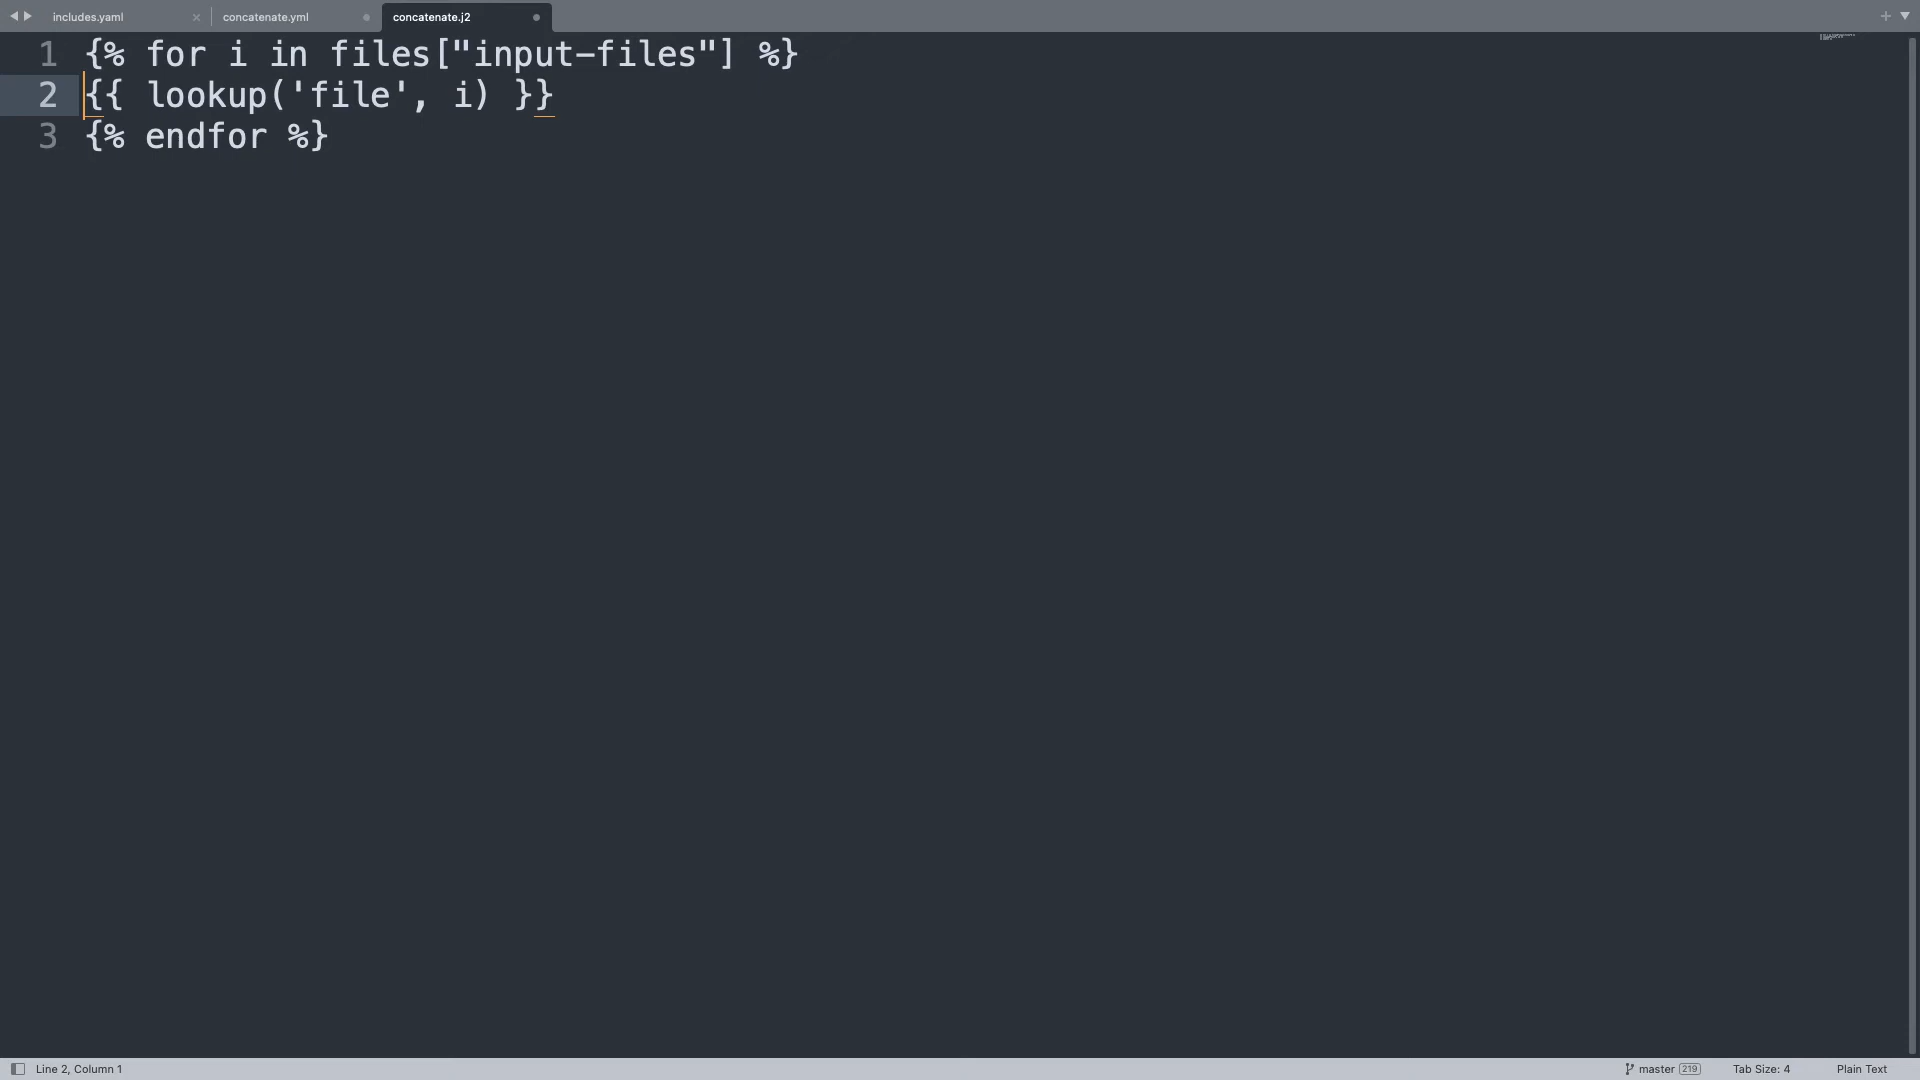 includes.yaml
concatenate.yml
concatenate.j2
1 {% for i in files["input-files"] %}
2 {{ lookup('file', i) }}
3 {% endfor %}
Line 2, Column 1
master 219
Tab Size: 4
Plain Text